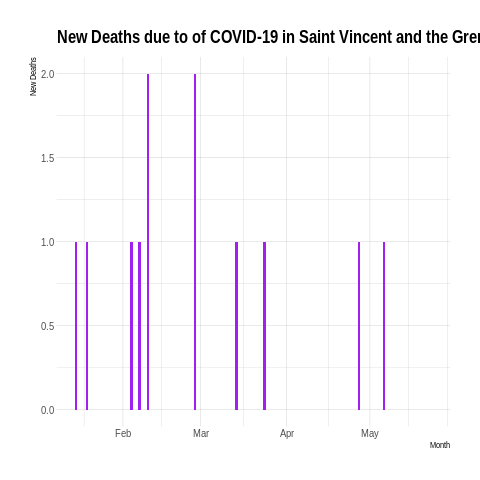 New Deaths due to of COVID-19 in Saint Vincent and the Gren
New Deaths
2.0
1.5
1.0
0.5
0.0
Feb Mar Apr May
Month